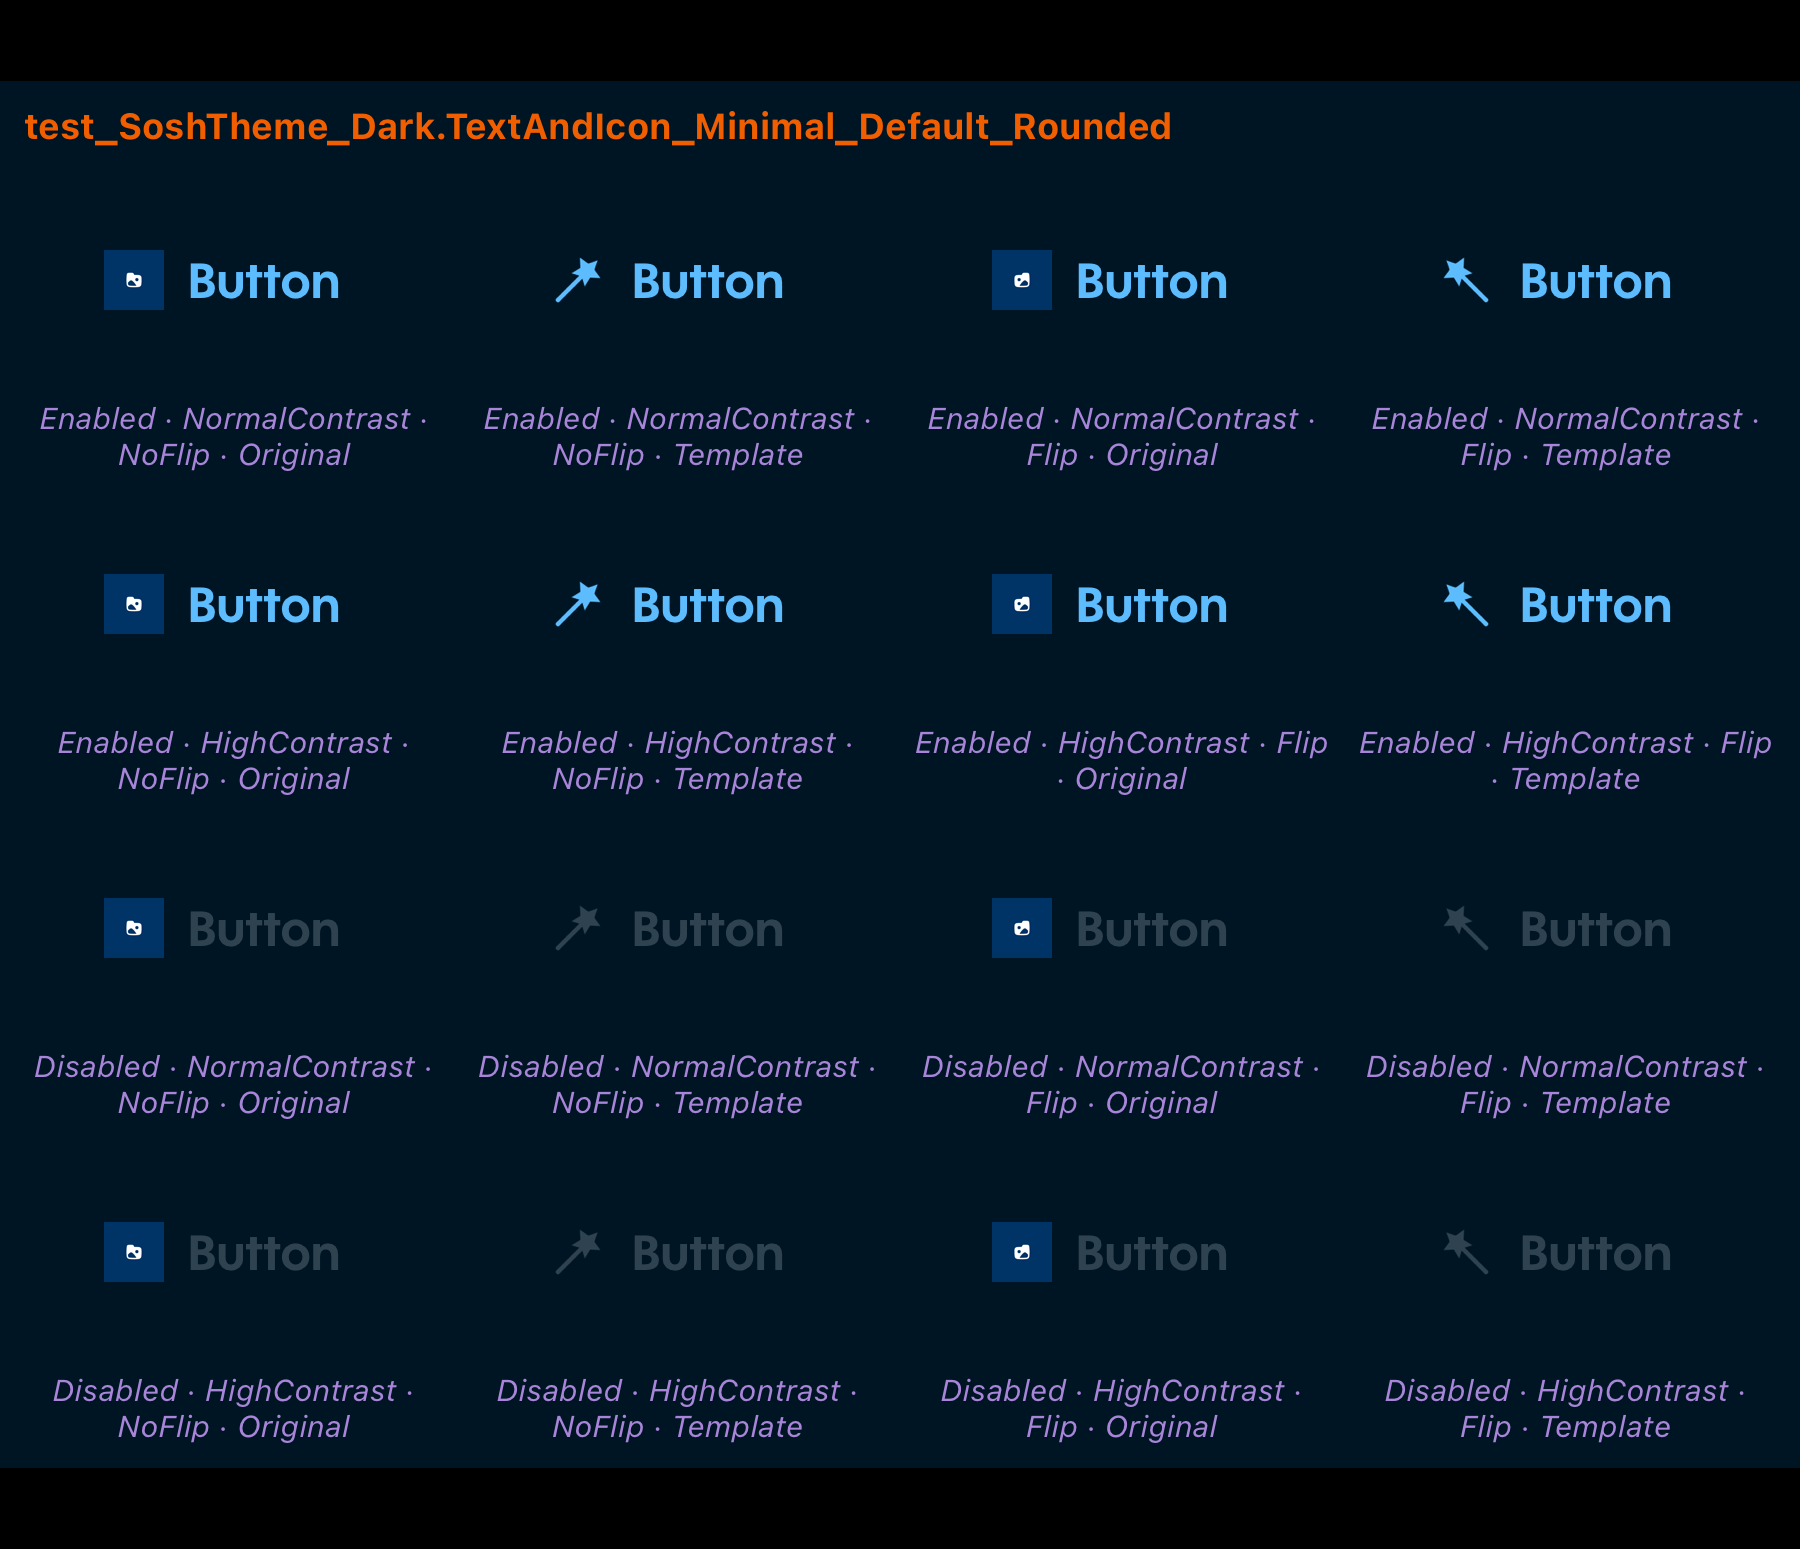 test_SoshTheme_Dark.TextAndIcon_Minimal_Default_Rounded
Button
Button
Button
Button
Enabled · NormalContrast ·
NoFlip · Original
Enabled · NormalContrast ·
NoFlip · Template
Enabled · NormalContrast ·
Flip · Original
Enabled · NormalContrast ·
Flip · Template
Button
Button
Button
Button
Enabled · HighContrast ·
NoFlip · Original
Enabled · HighContrast ·
NoFlip · Template
Enabled · HighContrast · Flip
· Original
Enabled · HighContrast · Flip
· Template
Button
Button
Button
Button
Disabled · NormalContrast ·
NoFlip · Original
Disabled · NormalContrast ·
NoFlip · Template
Disabled · NormalContrast ·
Flip · Original
Disabled · NormalContrast ·
Flip · Template
Button
Button
Button
Button
Disabled · HighContrast ·
NoFlip · Original
Disabled · HighContrast ·
NoFlip · Template
Disabled · HighContrast ·
Flip · Original
Disabled · HighContrast ·
Flip · Template